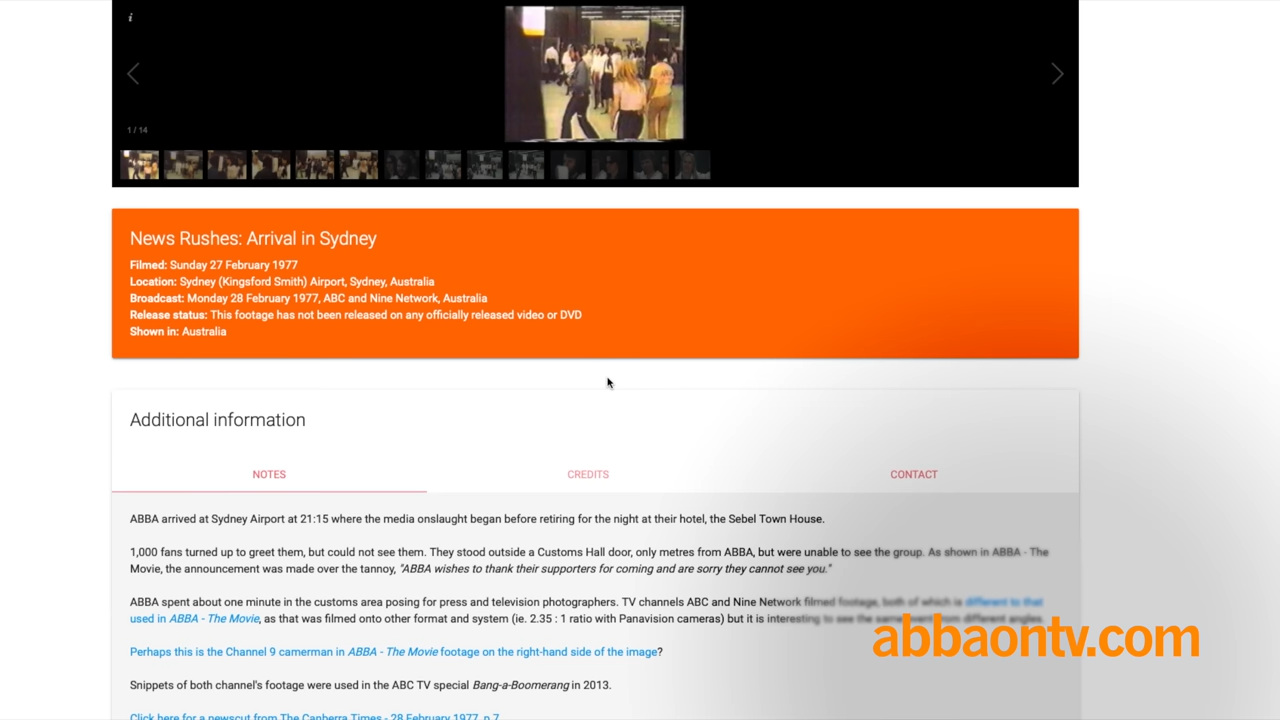 i
1 / 14
News Rushes: Arrival in Sydney
Filmed: Sunday 27 February 1977
Location: Sydney (Kingsford Smith) Airport, Sydney, Australia
Broadcast: Monday 28 February 1977, ABC and Nine Network, Australia
Release status: This footage has not been released on any officially released video or DVD
Shown in: Australia
Additional information
NOTES CREDITS CONTACT
ABBA arrived at Sydney Airport at 21:15 where the media onslaught began before retiring for the night at their hotel, the Sebel Town House.
1,000 fans turned up to greet them, but could not see them. They stood outside a Customs Hall door, only metres from ABBA, but were unable to see the group. As shown in ABBA - The
Movie, the announcement was made over the tannoy, "ABBA wishes to thank their supporters for coming and are sorry they cannot see you."
ABBA spent about one minute in the customs area posing for press and television photographers. TV channels ABC and Nine Network filmed footage, both of which is different to that
used in ABBA - The Movie, as that was filmed onto other format and system (ie. 2.35 : 1 ratio with Panavision cameras) but it is interesting to see the same event from different angles.
abbaontv.com
Perhaps this is the Channel 9 camerman in ABBA - The Movie footage on the right-hand side of the image?
Snippets of both channel's footage were used in the ABC TV special Bang-a-Boomerang in 2013.
Click here for a newscut from The Canberra Times - 28 February 1977, p.7